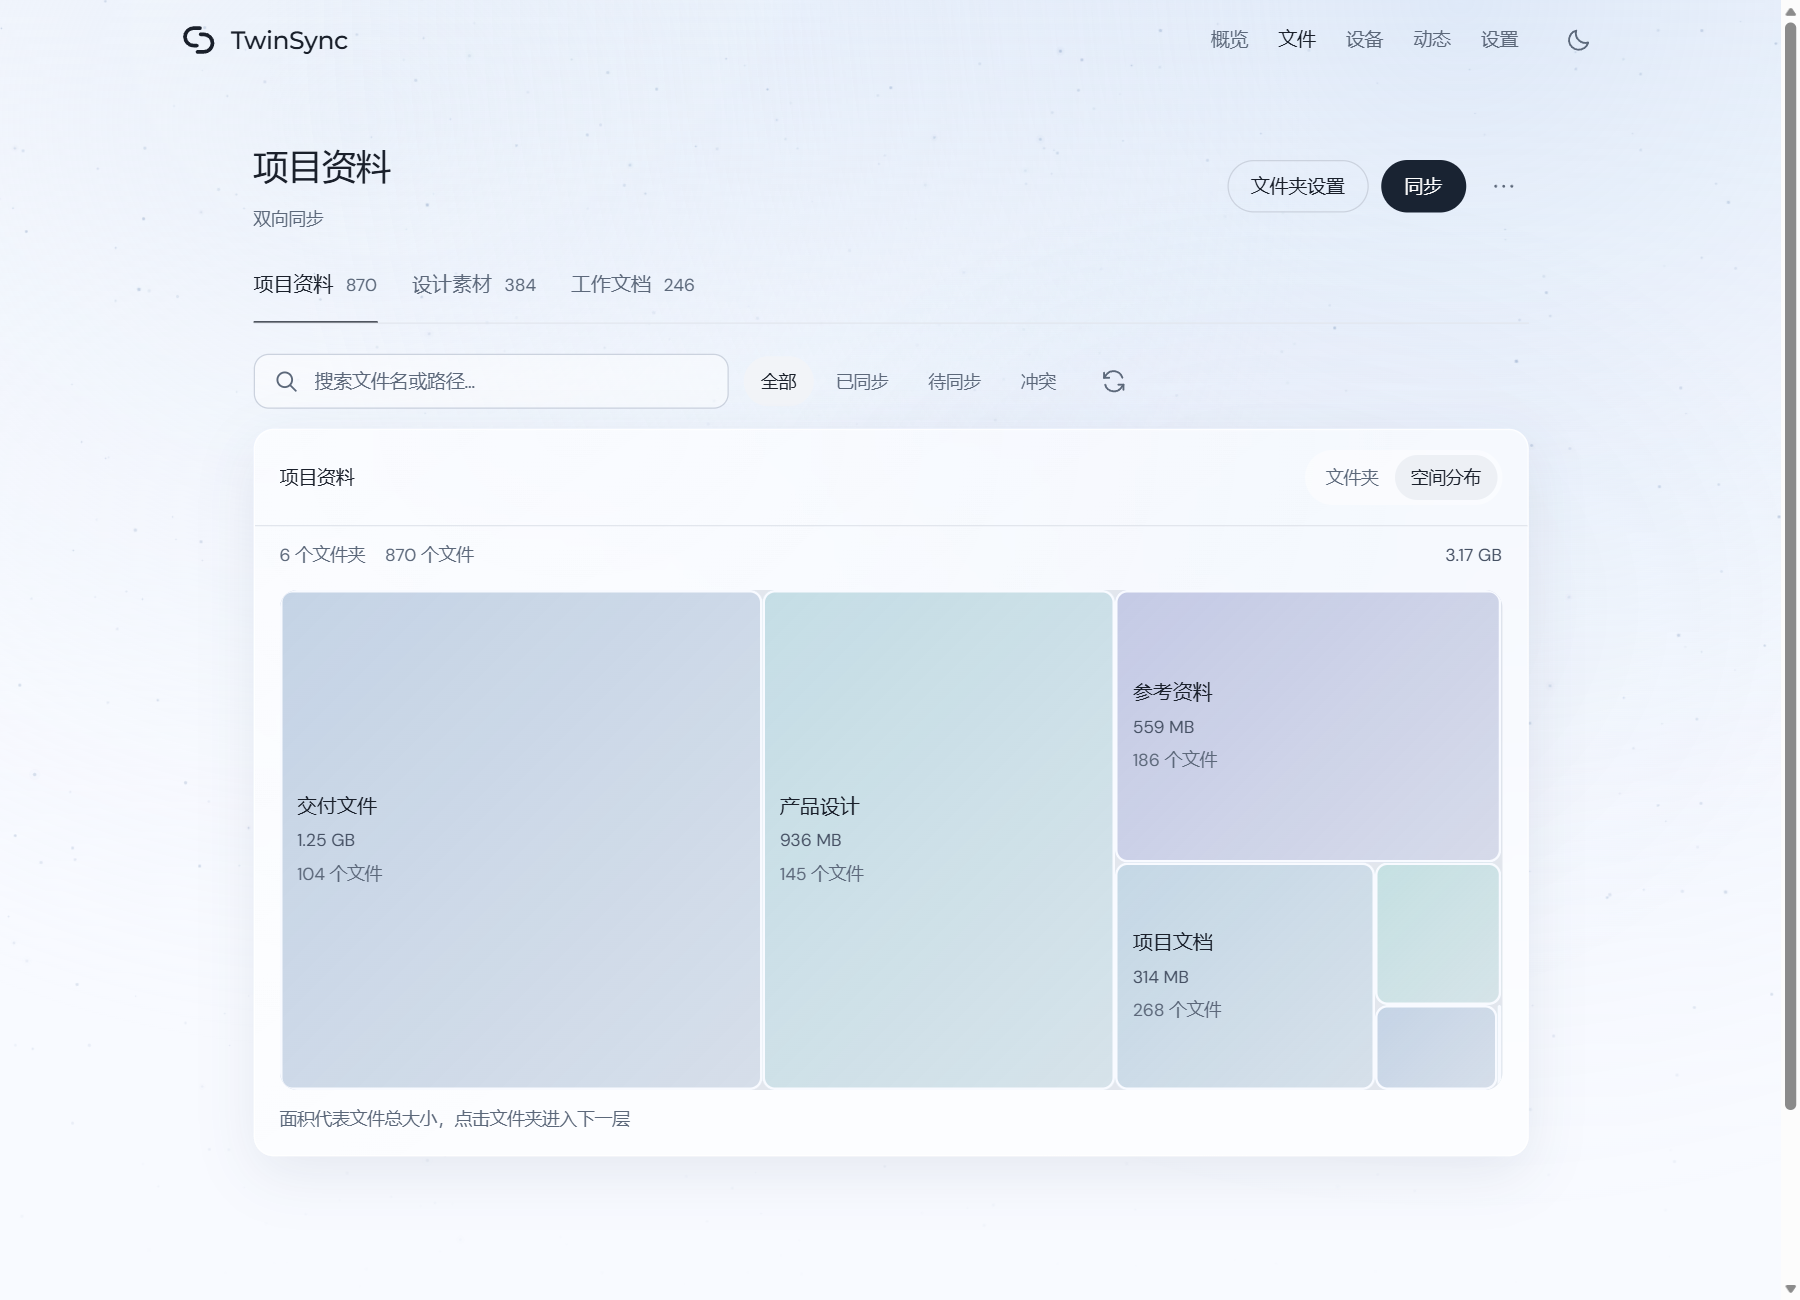 TwinSync
概览 文件 设备 动态 设置
项目资料
文件夹设置 同步 ···
双向同步
项目资料 870 设计素材 384 工作文档 246
搜索文件名或路径... 全部 已同步 待同步 冲突
项目资料 文件夹 空间分布
6 个文件夹 870 个文件 3.17 GB
交付文件
1.25 GB
104 个文件
产品设计
936 MB
145 个文件
参考资料
559 MB
186 个文件
项目文档
314 MB
268 个文件
面积代表文件总大小，点击文件夹进入下一层